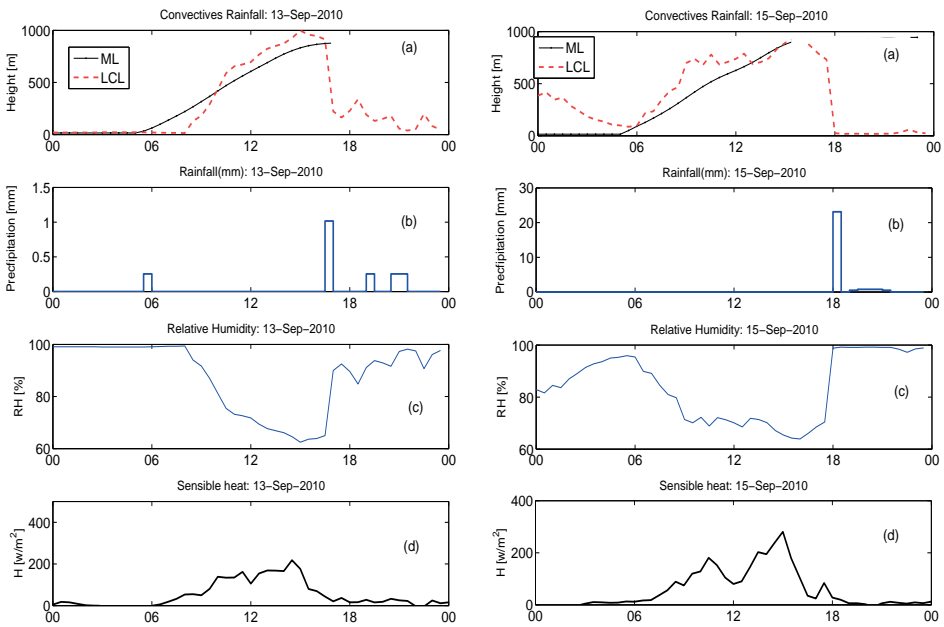 Convectives Rainfall: 13-Sep-2010
Height [m]
1000
500
0
ML
LCL
(a)
00 06 12 18 00
Rainfall(mm): 13-Sep-2010
Precfipitation [mm]
1.5
1
0.5
0
(b)
00 06 12 18 00
Relative Humidity: 13-Sep-2010
RH [%]
100
80
60
(c)
00 06 12 18 00
Sensible heat: 13-Sep-2010
H [w/m²]
400
200
0
(d)
00 06 12 18 00
Convectives Rainfall: 15-Sep-2010
Height [m]
1000
500
0
ML
LCL
(a)
00 06 12 18 00
Rainfall(mm): 15-Sep-2010
Precfipitation [mm]
30
20
10
0
(b)
00 06 12 18 00
Relative Humidity: 15-Sep-2010
RH [%]
100
80
60
(c)
00 06 12 18 00
Sensible heat: 15-Sep-2010
H [w/m²]
400
200
0
(d)
00 06 12 18 00